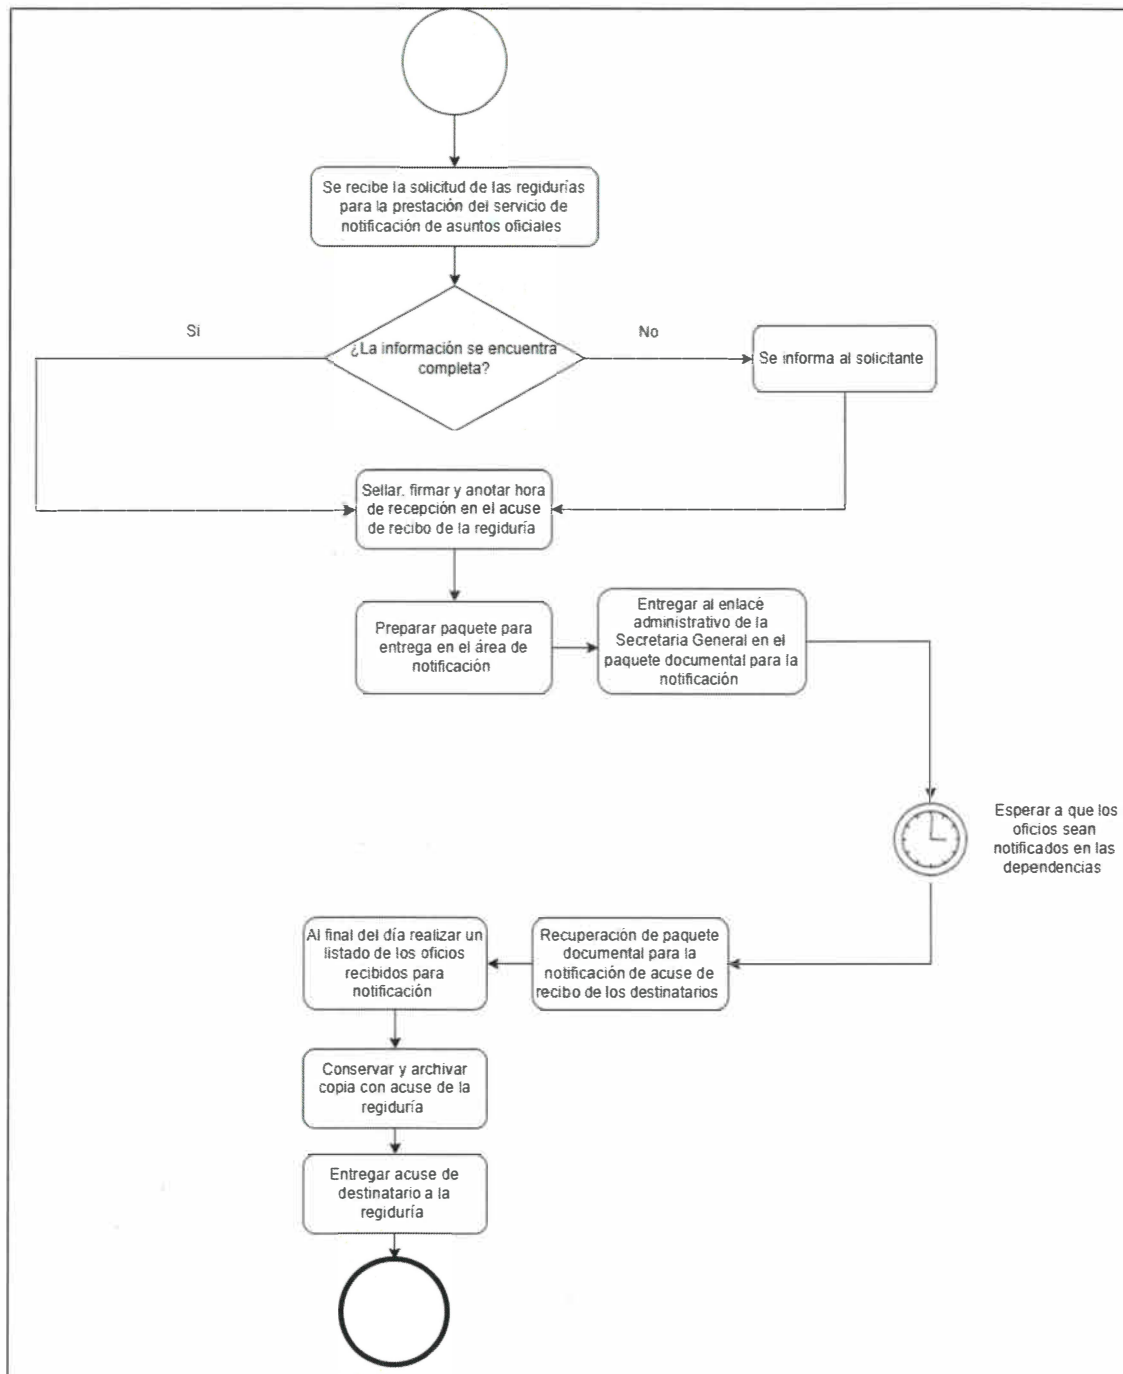 Se recibe la solicitud de las regidurías
para la prestación del servicio de
notificación de asuntos oficiales
Si
¿La información se encuentra
completa?
No
Se informa al solicitante
Sellar, firmar y anotar hora
de recepción en el acuse
de recibo de la regiduría
Preparar paquete para
entrega en el área de
notificación
Entregar al enlace
administrativo de la
Secretaria General en el
paquete documental para la
notificación
Esperar a que los
oficios sean
notificados en las
dependencias
Recuperación de paquete
documental para la
notificación de acuse de
recibo de los destinatarios
Al final del día realizar un
listado de los oficios
recibidos para
notificación
Conservar y archivar
copia con acuse de la
regiduría
Entregar acuse de
destinatario a la
regiduría